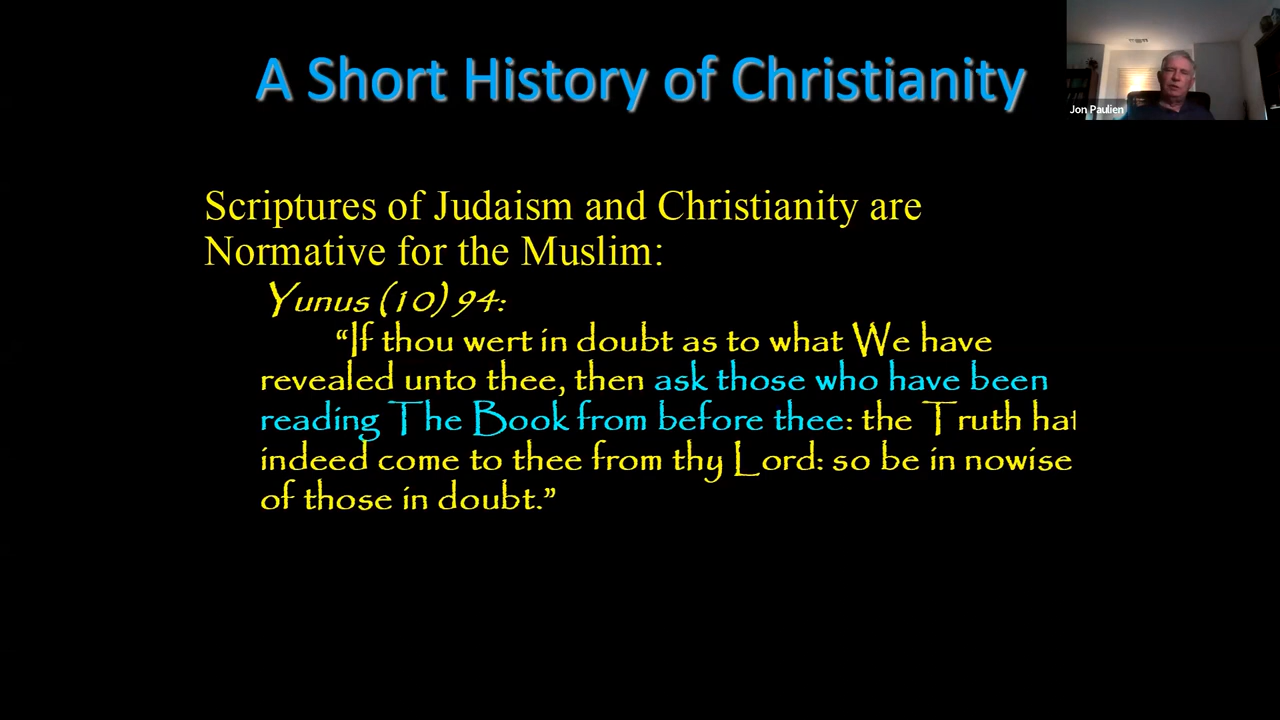 A Short History of Christianity
Jon Paulien
Scriptures of Judaism and Christianity are
Normative for the Muslim:
Yunus (10) 94:
“If thou wert in doubt as to what We have
revealed unto thee, then ask those who have been
reading The Book from before thee: the Truth hat
indeed come to thee from thy Lord: so be in nowise
of those in doubt.”